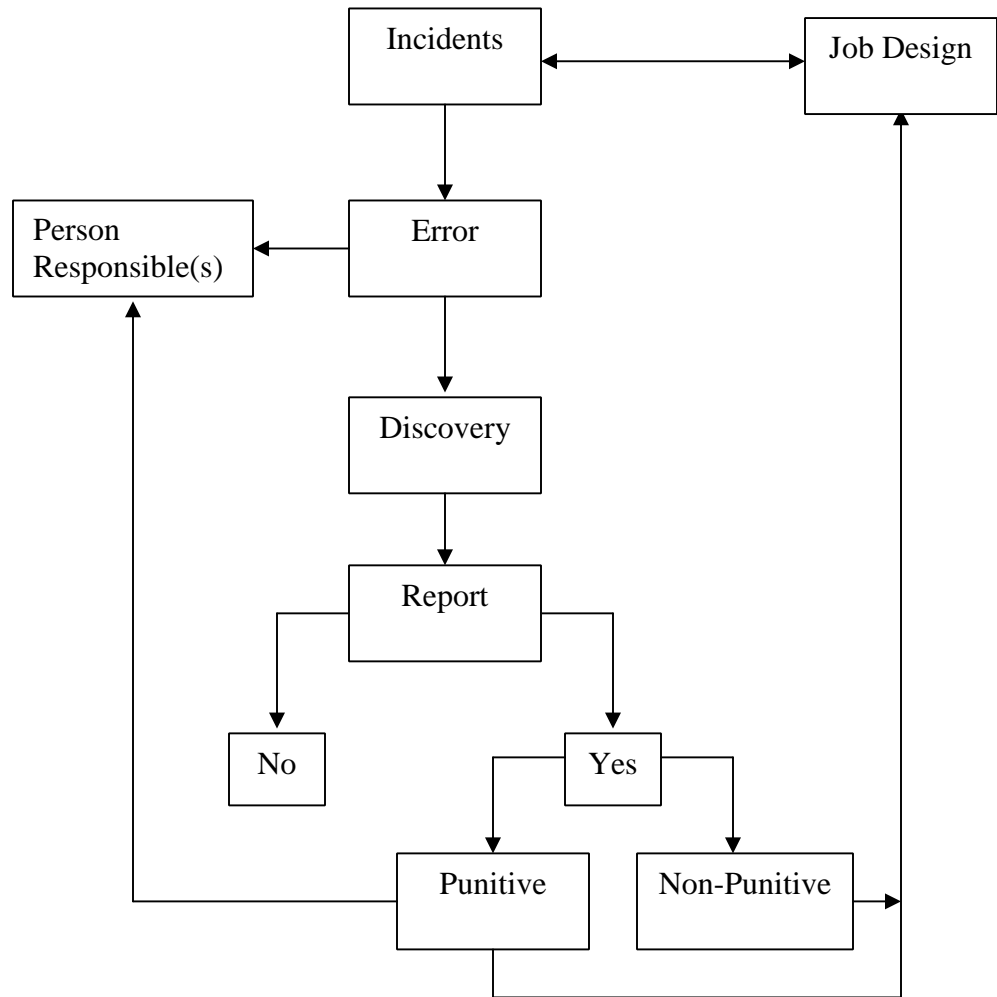 Incidents
Job Design
Person
Responsible(s)
Error
Discovery
Report
No
Yes
Punitive
Non-Punitive